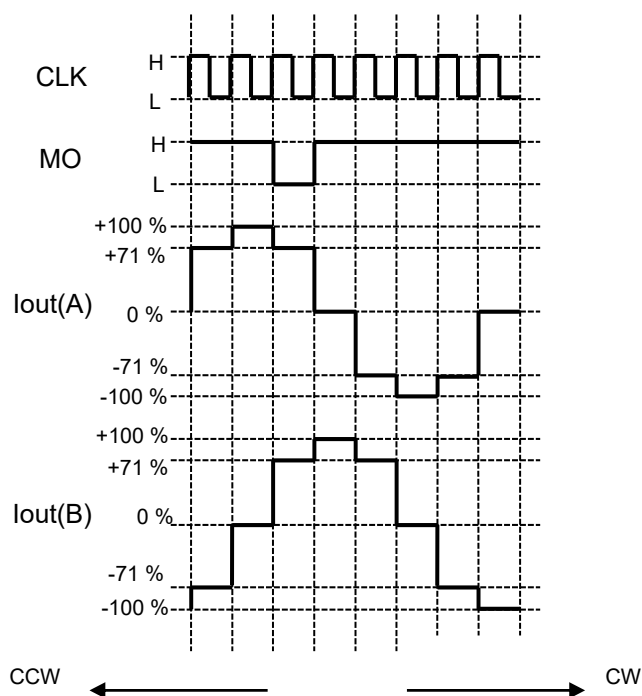 CLK
H
L
MO
H
L
Iout(A)
+100 %
+71 %
0 %
-71 %
-100 %
Iout(B)
+100 %
+71 %
0 %
-71 %
-100 %
CCW
CW